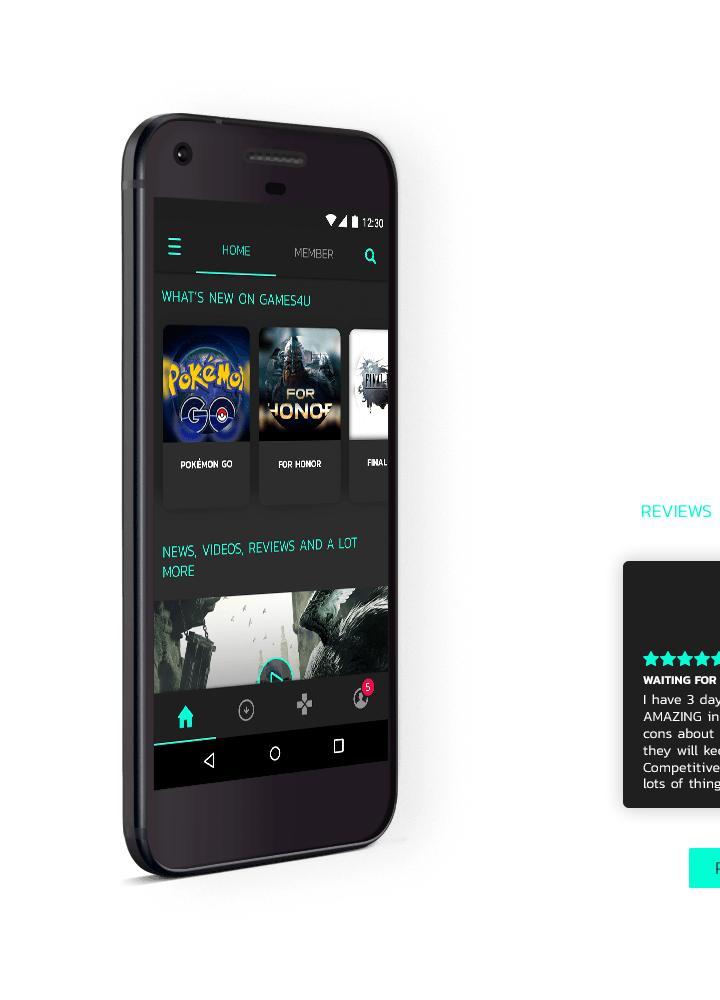 12:30
HOME MEMBER
WHAT'S NEW ON GAMES4U
POKÉMON
GO
FOR
HONOR
FINAL
POKÉMON GO FOR HONOR FINAL
NEWS, VIDEOS, REVIEWS AND A LOT
MORE
5
REVIEWS
WAITING FOR
I have 3 day
AMAZING in
cons about
they will kee
Competitive
lots of thing